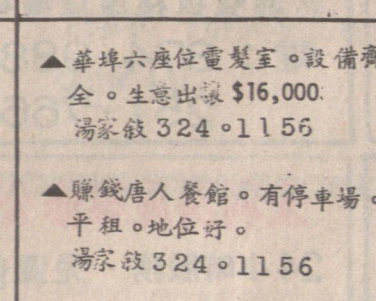 ▲華埠六座位電髮室。設備齊
全。生意出讓 $16,000.
湯家敍 324。1156
▲賺錢唐人餐館。有停車場。
平租。地位好。
湯家敍 324。1156